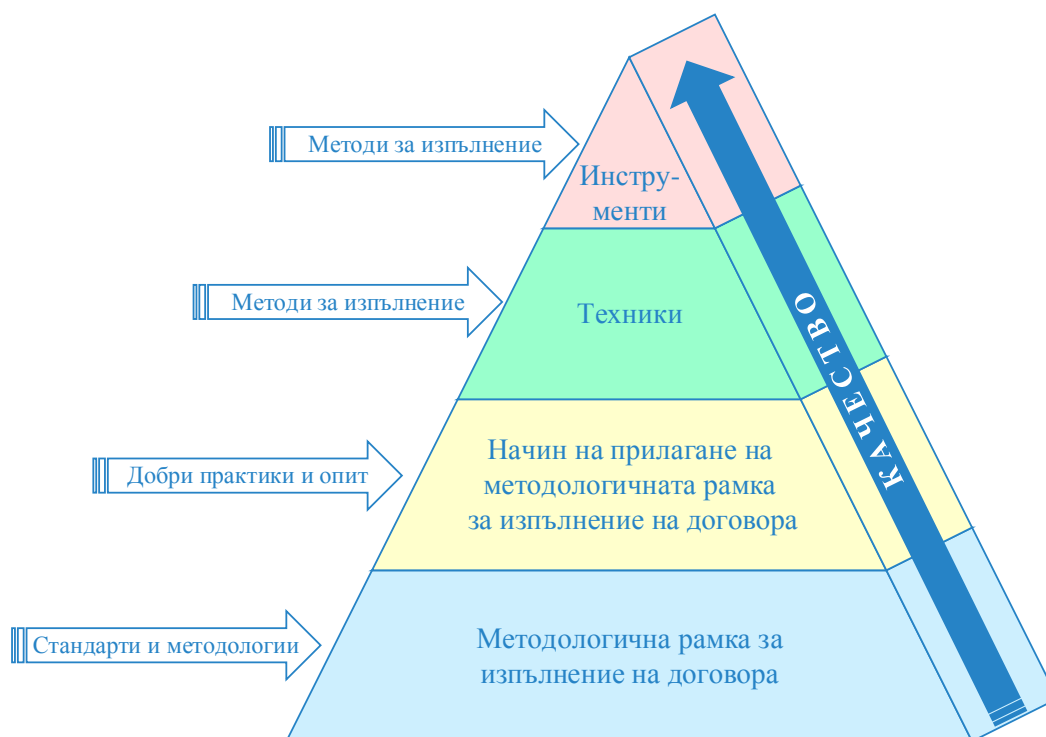 Методи за изпълнение
Инстру-
менти
Методи за изпълнение
Техники
КАЧЕСТВО
Добри практики и опит
Начин на прилагане на
методологичната рамка
за изпълнение на договора
Стандарти и методологии
Методологична рамка за
изпълнение на договора